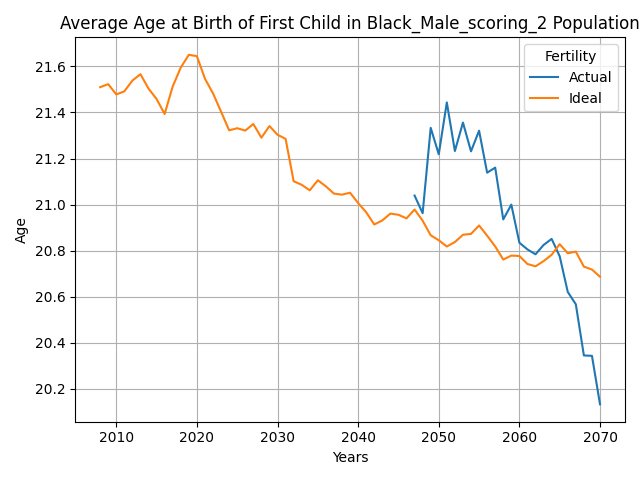 Average Age at Birth of First Child in Black_Male_scoring_2 Population
Fertility
Actual
Ideal
21.6
21.4
21.2
21.0
20.8
20.6
20.4
20.2
Age
2010 2020 2030 2040 2050 2060 2070
Years